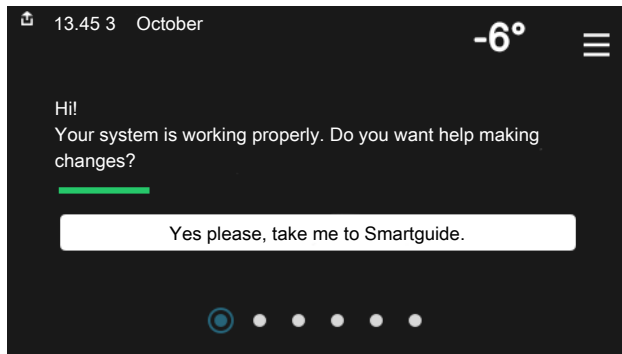 13.45 3 October
-6°
Hi!
Your system is working properly. Do you want help making
changes?
Yes please, take me to Smartguide.